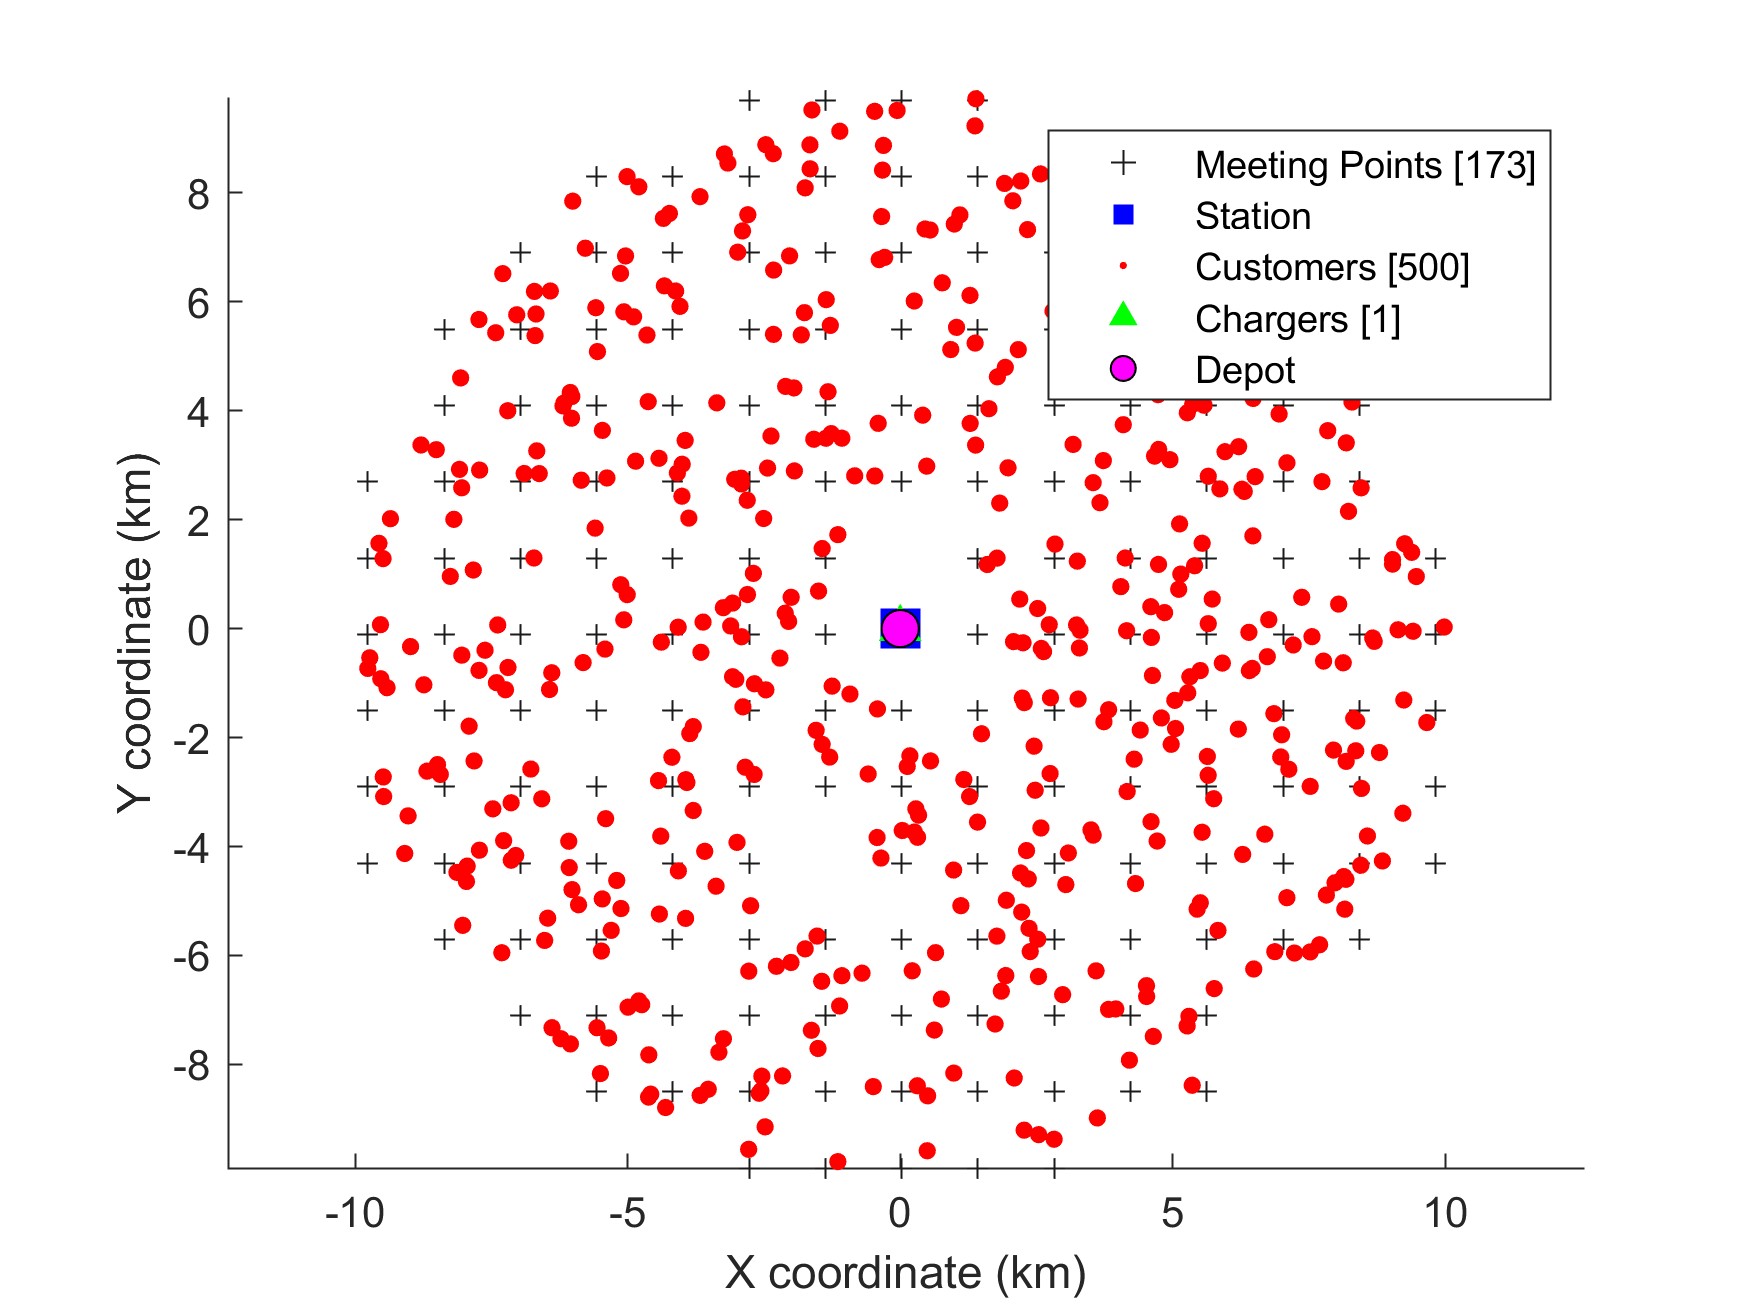 Meeting Points [173]
Station
Customers [500]
Chargers [1]
Depot
8
6
4
2
0
-2
-4
-6
-8
Y coordinate (km)
-10 -5 0 5 10
X coordinate (km)